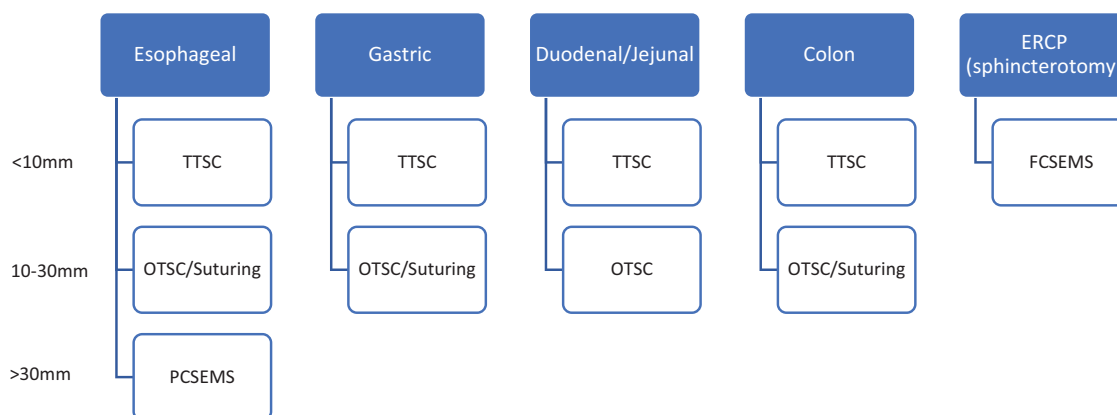 Esophageal
Gastric
Duodenal/Jejunal
Colon
ERCP
(sphincterotomy
<10mm
TTSC
TTSC
TTSC
TTSC
FCSEMS
10-30mm
OTSC/Suturing
OTSC/Suturing
OTSC
OTSC/Suturing
>30mm
PCSEMS